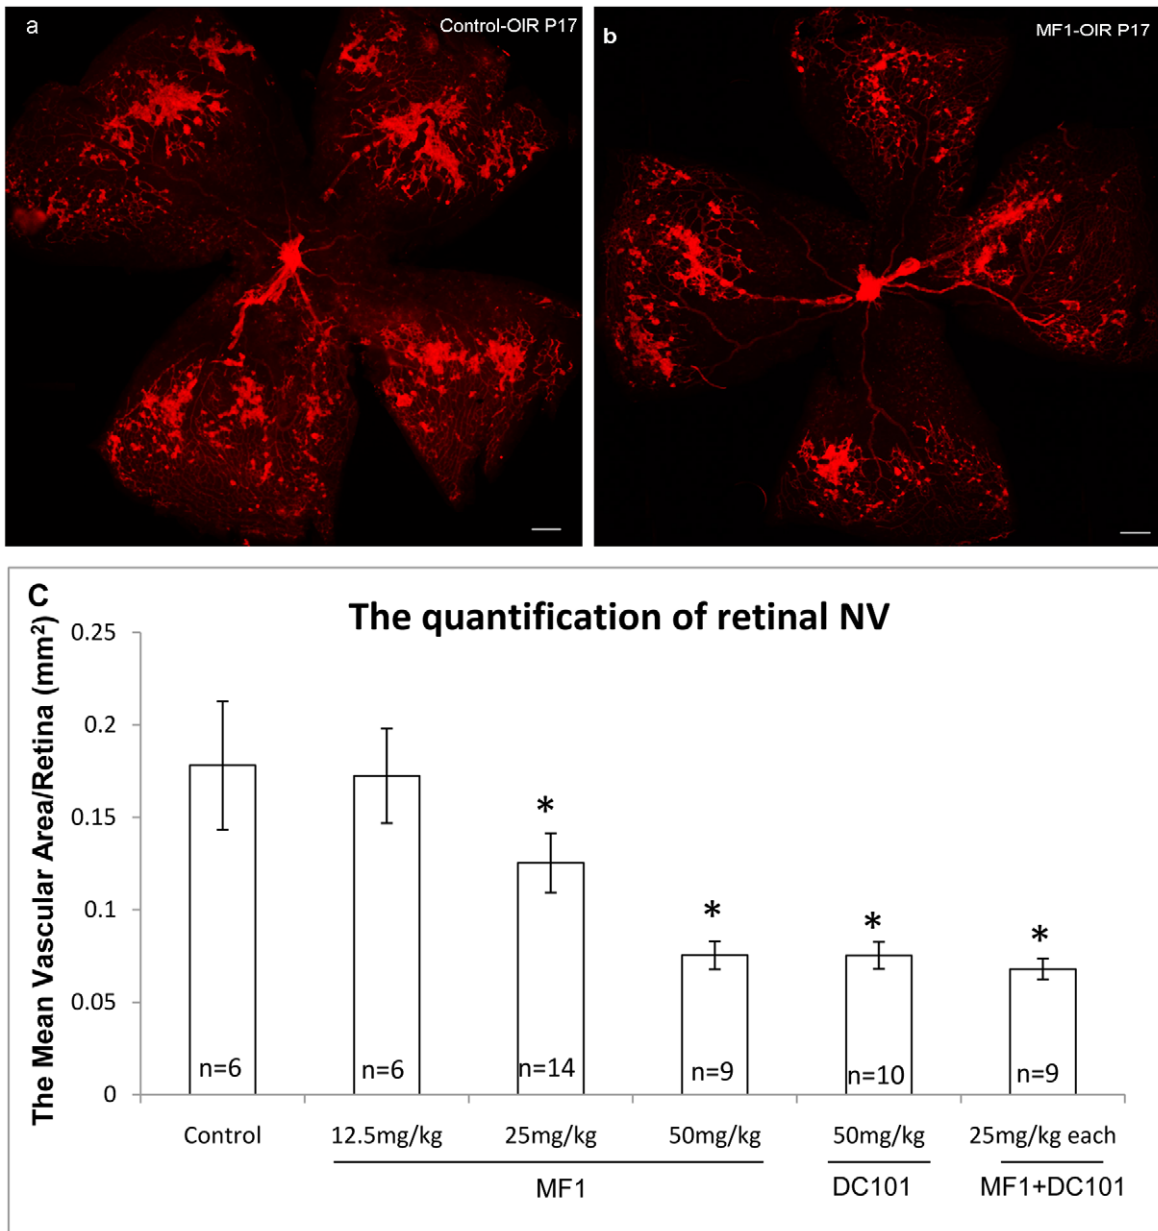 a
Control-OIR P17
b
MF1-OIR P17
C
The quantification of retinal NV
The Mean Vascular Area/Retina (mm²)
0.25
0.2
0.15
0.1
0.05
0
*
*
*
*
n=6
n=6
n=14
n=9
n=10
n=9
Control
12.5mg/kg
25mg/kg
50mg/kg
50mg/kg
25mg/kg each
MF1
DC101
MF1+DC101